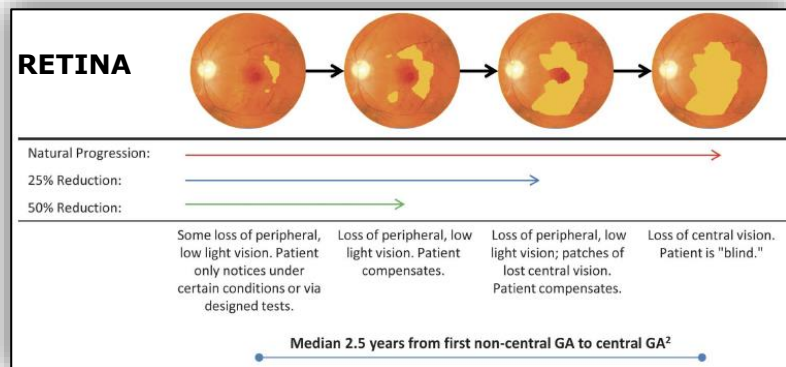 RETINA
Natural Progression:
25% Reduction:
50% Reduction:
Some loss of peripheral,
low light vision. Patient
only notices under
certain conditions or via
designed tests.
Loss of peripheral, low
light vision. Patient
compensates.
Loss of peripheral, low
light vision; patches of
lost central vision.
Patient compensates.
Loss of central vision.
Patient is "blind."
Median 2.5 years from first non-central GA to central GA²